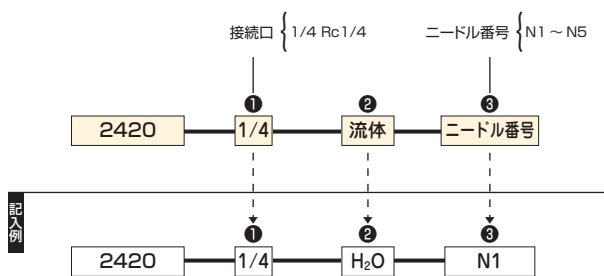 接続口 { 1/4 Rc1/4 ニードル番号 { N1 ～ N5
❶ ❷ ❸
2420 1/4 流体 ニードル番号
記入例
❶ ❷ ❸
2420 1/4 H₂O N1